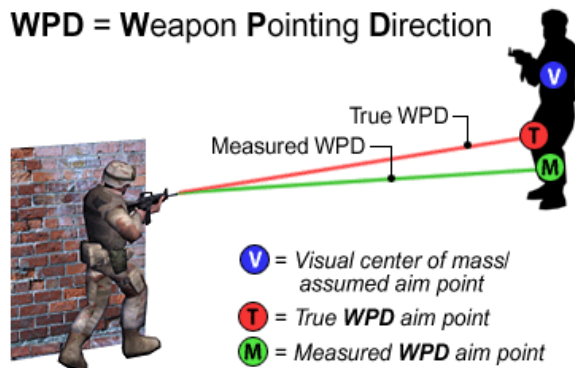 WPD = Weapon Pointing Direction
V
True WPD
T
Measured WPD
M
V = Visual center of mass/
assumed aim point
T = True WPD aim point
M = Measured WPD aim point